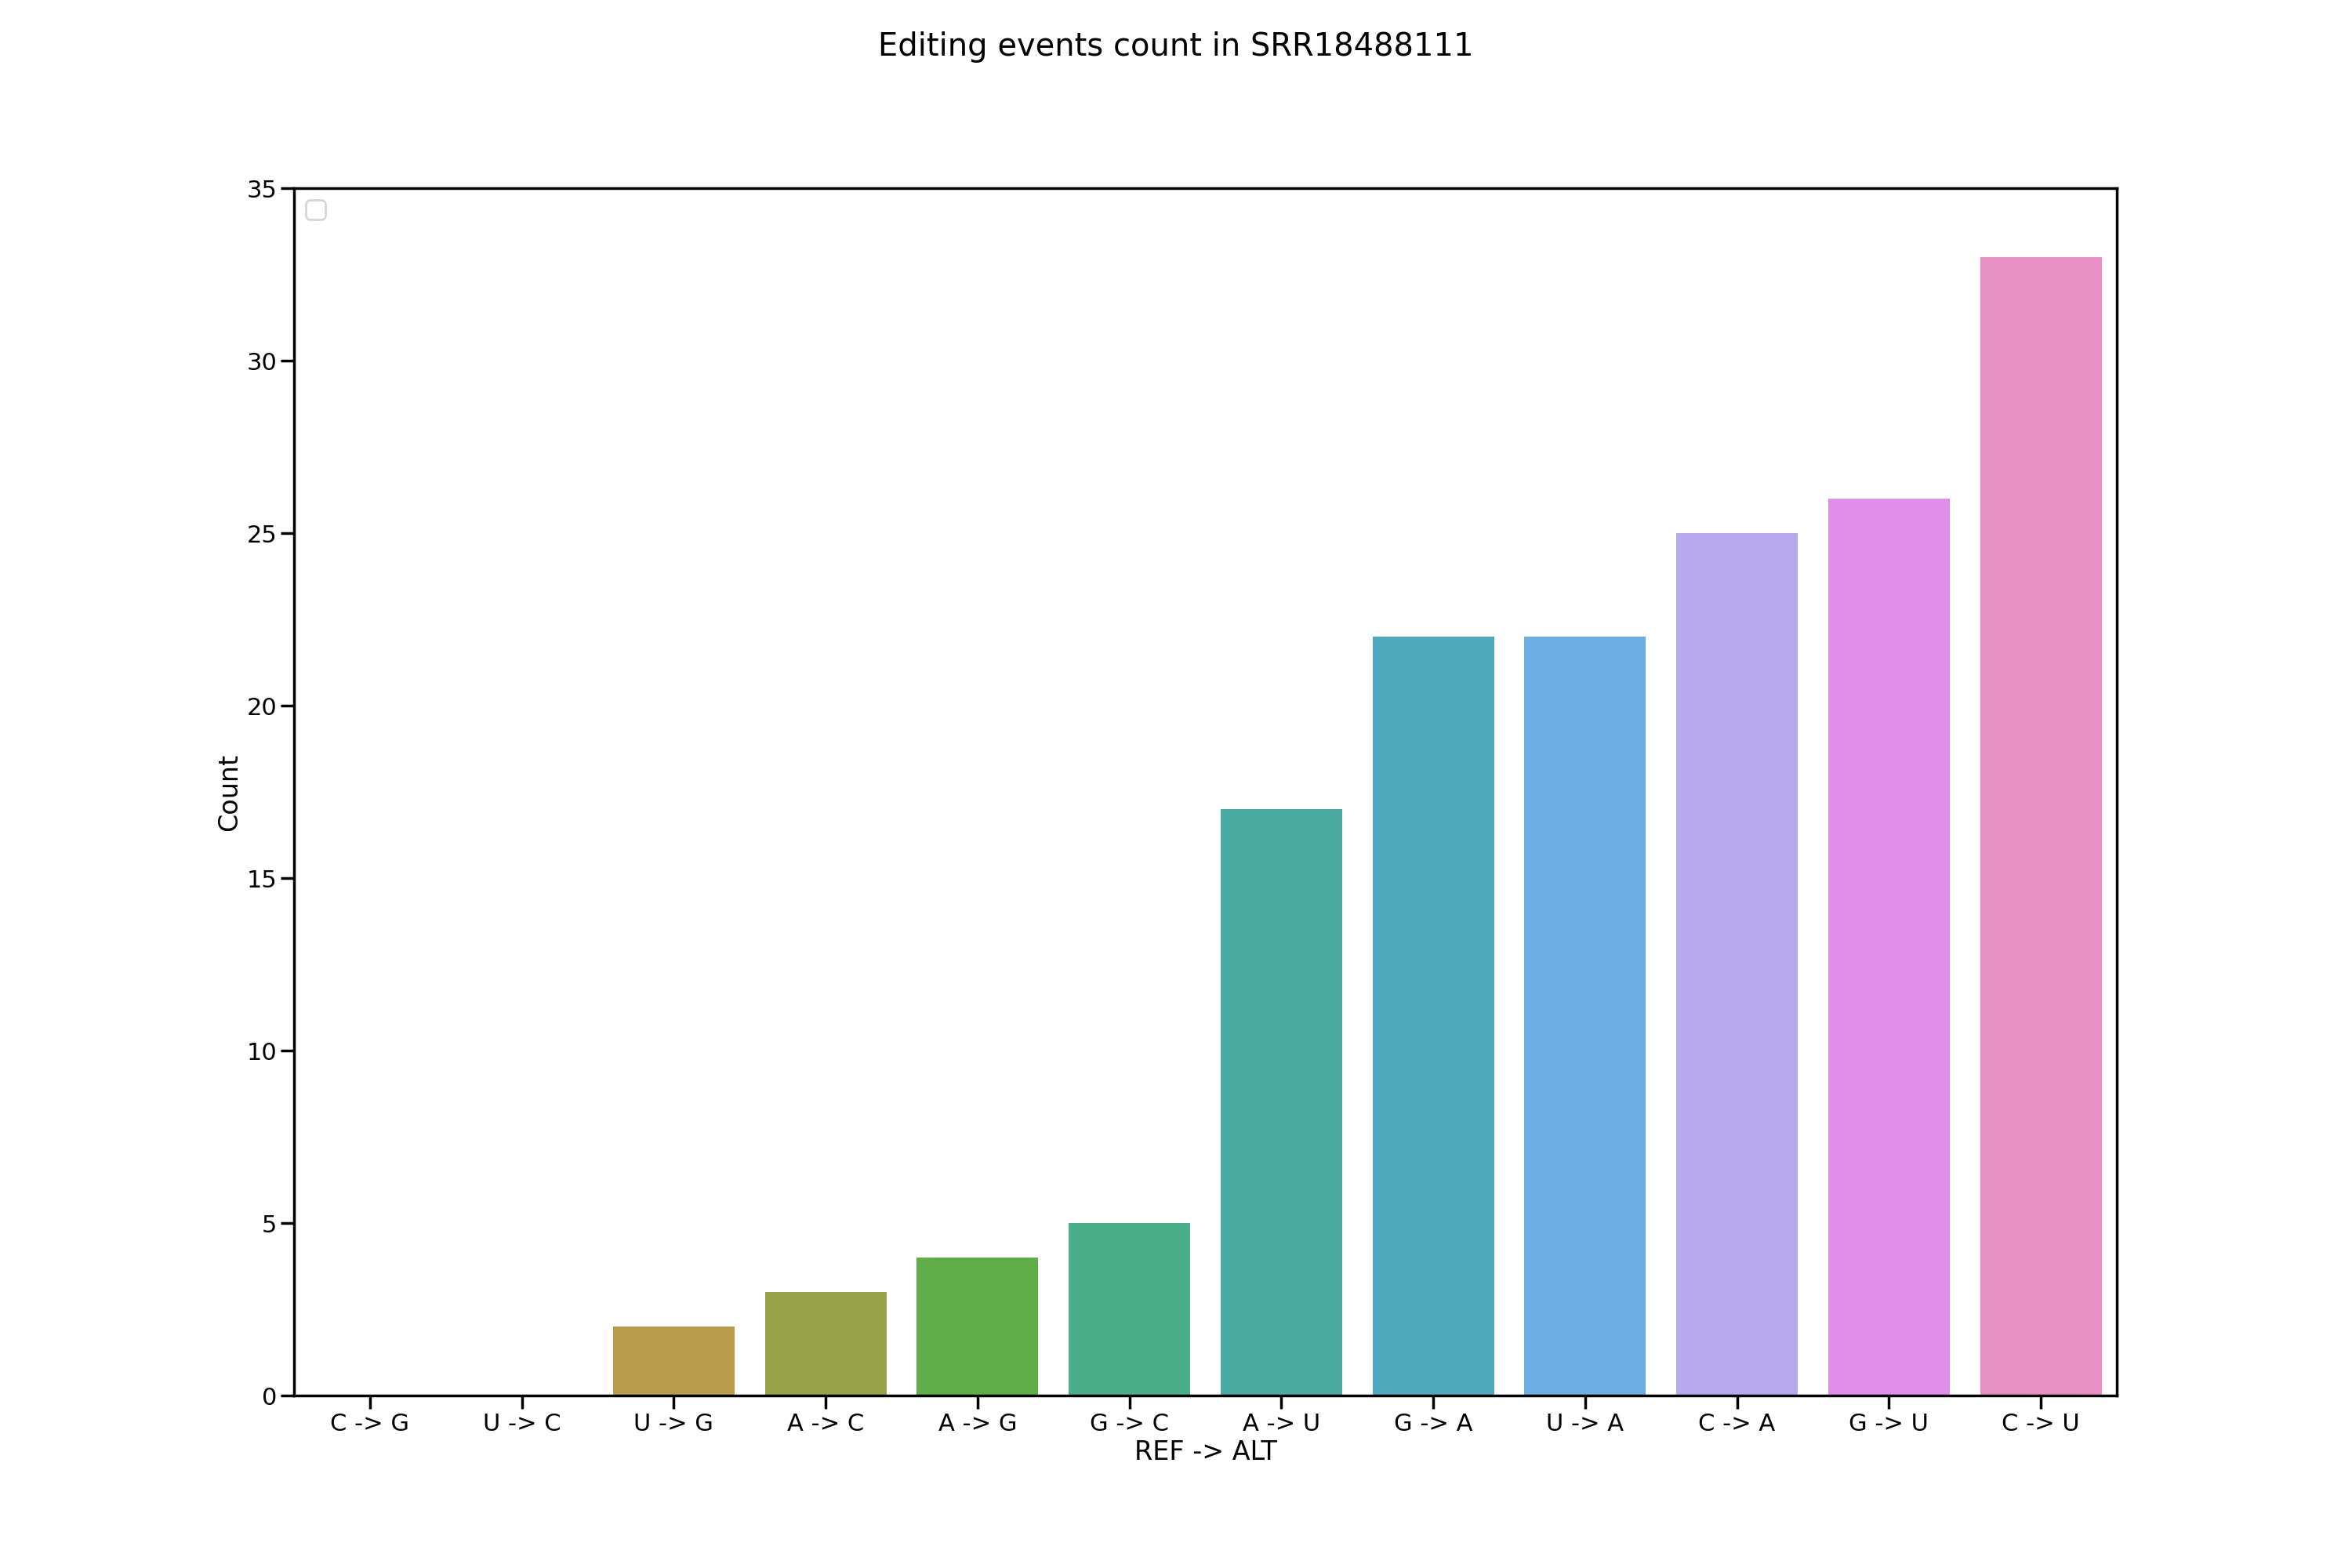 Editing events count in SRR18488111
35
30
25
20
15
10
5
0
Count
C -> G U -> C U -> G A -> C A -> G G -> C A -> U G -> A U -> A C -> A G -> U C -> U
REF -> ALT